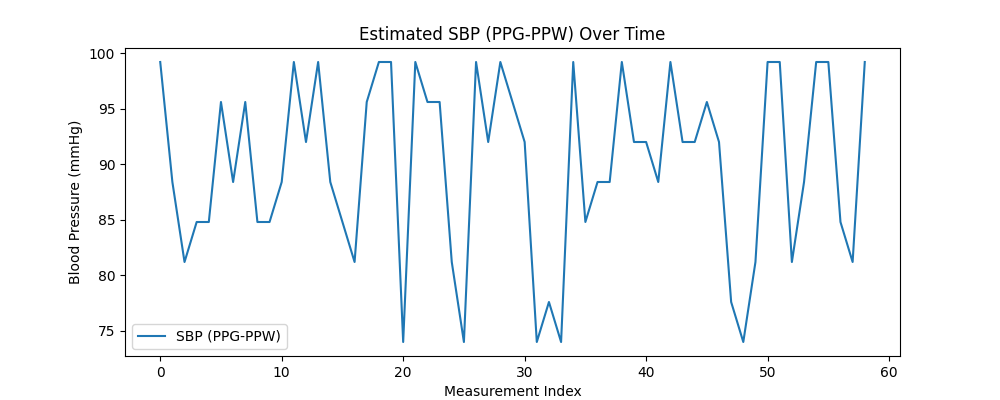 Estimated SBP (PPG-PPW) Over Time
Blood Pressure (mmHg)
100
95
90
85
80
75
SBP (PPG-PPW)
0 10 20 30 40 50 60
Measurement Index